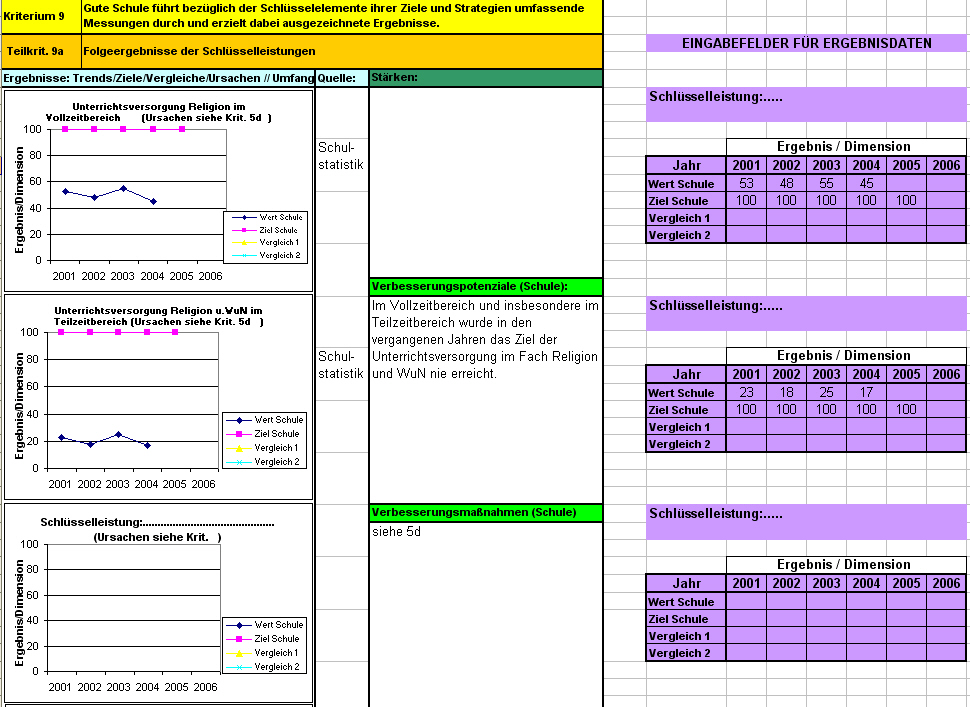 Kriterium 9
Gute Schule führt bezüglich der Schlüsselelemente ihrer Ziele und Strategien umfassende
Messungen durch und erzielt dabei ausgezeichnete Ergebnisse.
Teilkrit. 9a
Folgeergebnisse der Schlüsselleistungen
Ergebnisse: Trends/Ziele/Vergleiche/Ursachen // Umfang
Quelle:
Stärken:
Unterrichtsversorgung Religion im
Vollzeitbereich (Ursachen siehe Krit. 5d )
Ergebnis/Dimension
100
80
60
40
20
0
2001 2002 2003 2004 2005 2006
Wert Schule
Ziel Schule
Vergleich 1
Vergleich 2
Schul-
statistik
Verbesserungspotenziale (Schule):
Im Vollzeitbereich und insbesondere im
Teilzeitbereich wurde in den
vergangenen Jahren das Ziel der
Unterrichtsversorgung im Fach Religion
und WuN nie erreicht.
Unterrichtsversorgung Religion u.WuN im
Teilzeitbereich (Ursachen siehe Krit. 5d )
Ergebnis/Dimension
100
80
60
40
20
0
2001 2002 2003 2004 2005 2006
Wert Schule
Ziel Schule
Vergleich 1
Vergleich 2
Schul-
statistik
Verbesserungsmaßnahmen (Schule)
siehe 5d
Schlüsselleistung:............................................
(Ursachen siehe Krit. )
Ergebnis/Dimension
100
80
60
40
20
0
2001 2002 2003 2004 2005 2006
Wert Schule
Ziel Schule
Vergleich 1
Vergleich 2
EINGABEFELDER FÜR ERGEBNISDATEN
Schlüsselleistung:.....
Ergebnis / Dimension
Jahr 2001 2002 2003 2004 2005 2006
Wert Schule 53 48 55 45
Ziel Schule 100 100 100 100 100
Vergleich 1
Vergleich 2
Schlüsselleistung:.....
Ergebnis / Dimension
Jahr 2001 2002 2003 2004 2005 2006
Wert Schule 23 18 25 17
Ziel Schule 100 100 100 100 100
Vergleich 1
Vergleich 2
Schlüsselleistung:.....
Ergebnis / Dimension
Jahr 2001 2002 2003 2004 2005 2006
Wert Schule
Ziel Schule
Vergleich 1
Vergleich 2